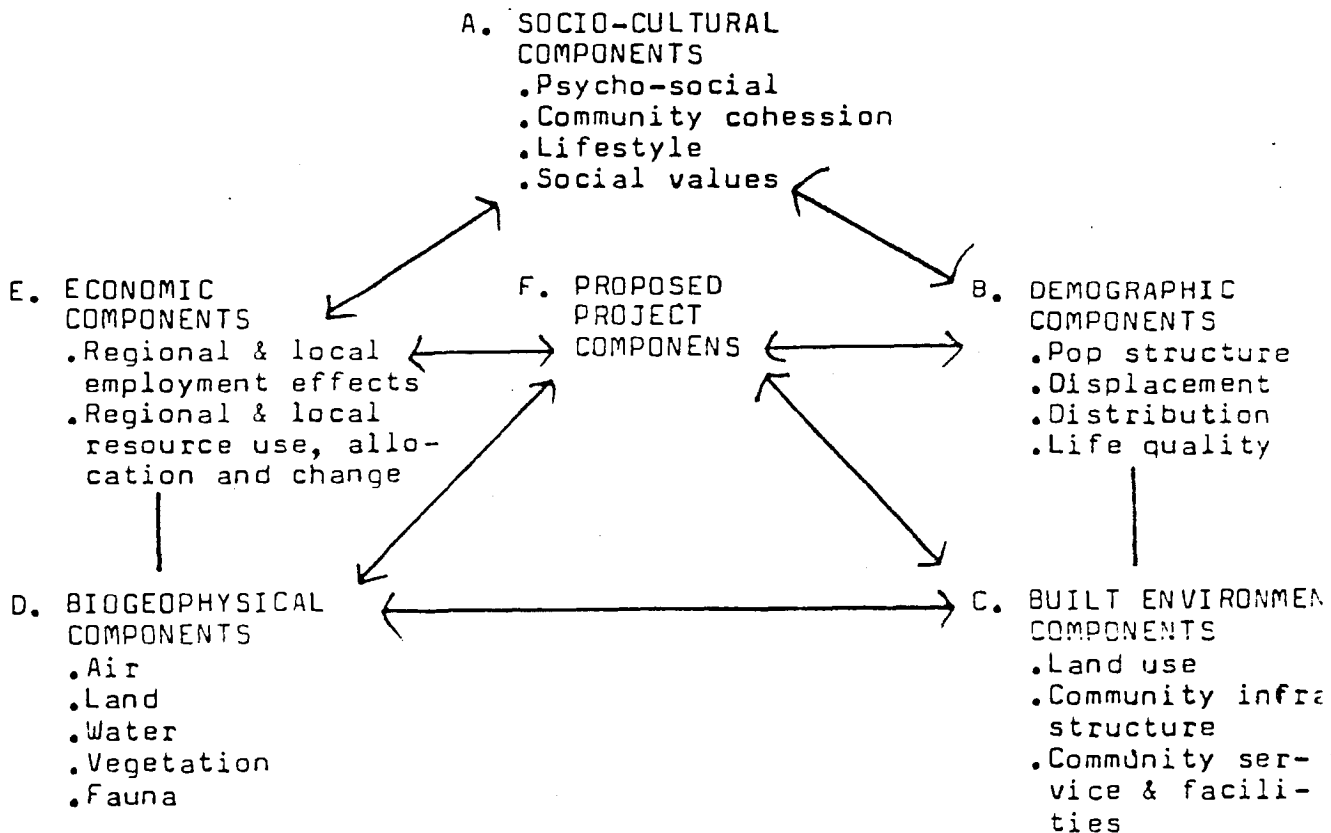 A. SOCIO-CULTURAL
COMPONENTS
.Psycho-social
.Community cohession
.Lifestyle
.Social values
E. ECONOMIC
COMPONENTS
.Regional & local
employment effects
.Regional & local
resource use, allo-
cation and change
F. PROPOSED
PROJECT
COMPONENS
B. DEMOGRAPHIC
COMPONENTS
.Pop structure
.Displacement
.Distribution
.Life quality
D. BIOGEOPHYSICAL
COMPONENTS
.Air
.Land
.Water
.Vegetation
.Fauna
C. BUILT ENVIRONMEN
COMPONENTS
.Land use
.Community infra
structure
.Community ser-
vice & facili-
ties